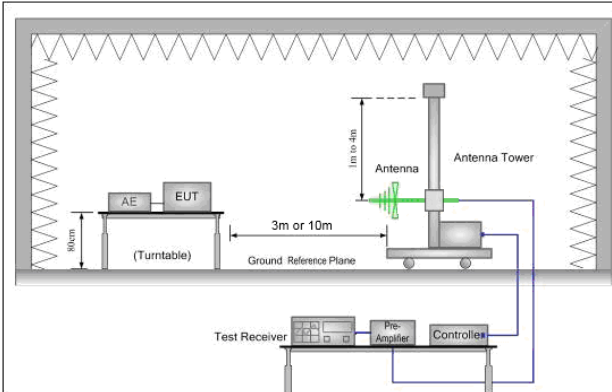 1m to 4m
Antenna
Antenna Tower
AE
EUT
80cm
(Turntable)
3m or 10m
Ground Reference Plane
Test Receiver
Pre-
Amplifier
Controlle